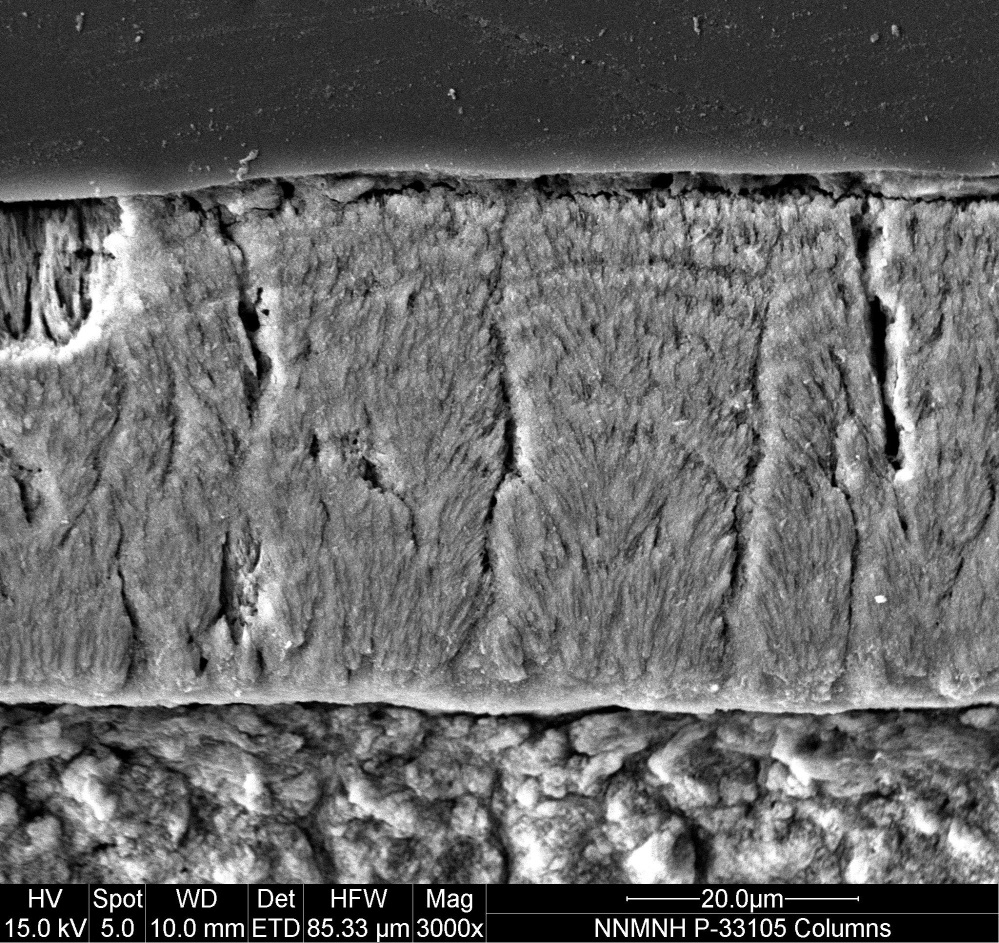 HV Spot WD Det HFW Mag 20.0µm
15.0 kV 5.0 10.0 mm ETD 85.33 µm 3000x NNMNH P-33105 Columns